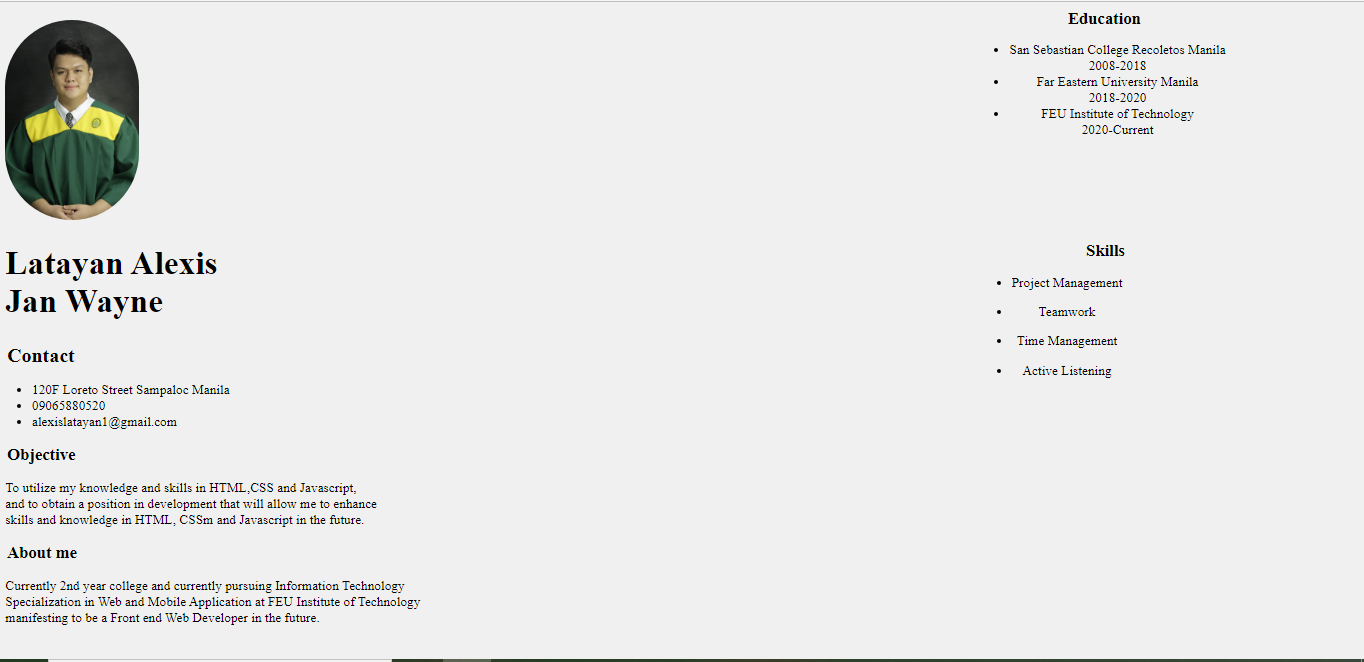 Latayan Alexis
Jan Wayne
Contact
120F Loreto Street Sampaloc Manila
09065880520
alexislatayan1@gmail.com
Objective
To utilize my knowledge and skills in HTML,CSS and Javascript,
and to obtain a position in development that will allow me to enhance
skills and knowledge in HTML, CSSm and Javascript in the future.
About me
Currently 2nd year college and currently pursuing Information Technology
Specialization in Web and Mobile Application at FEU Institute of Technology
manifesting to be a Front end Web Developer in the future.
Education
San Sebastian College Recoletos Manila
2008-2018
Far Eastern University Manila
2018-2020
FEU Institute of Technology
2020-Current
Skills
Project Management
Teamwork
Time Management
Active Listening